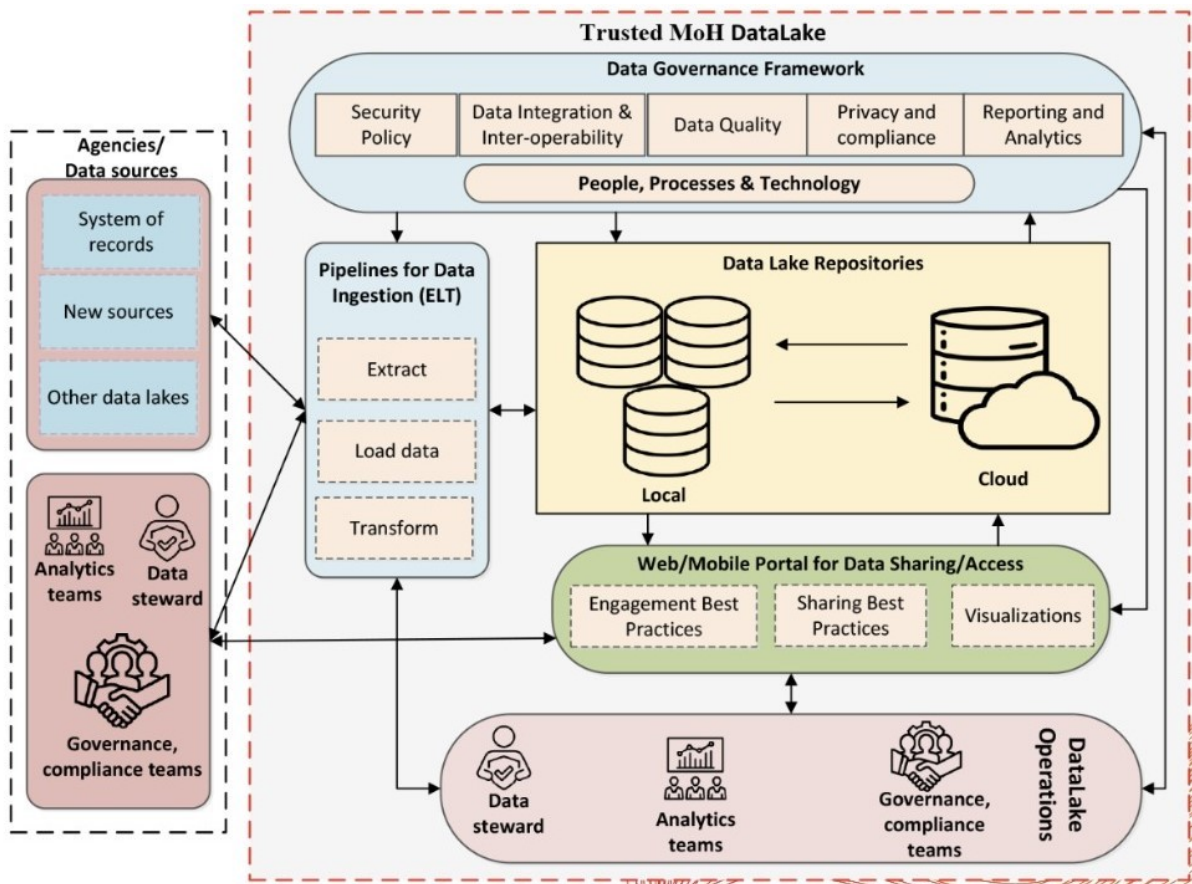 Trusted MoH DataLake
Data Governance Framework
Security
Policy
Data Integration &
Inter-operability
Data Quality
Privacy and
compliance
Reporting and
Analytics
People, Processes & Technology
Agencies/
Data sources
System of
records
New sources
Other data lakes
Analytics
teams
Data
steward
Governance,
compliance teams
Pipelines for Data
Ingestion (ELT)
Extract
Load data
Transform
Data Lake Repositories
Local
Cloud
Web/Mobile Portal for Data Sharing/Access
Engagement Best
Practices
Sharing Best
Practices
Visualizations
Data
steward
Analytics
teams
Governance,
compliance teams
DataLake
Operations